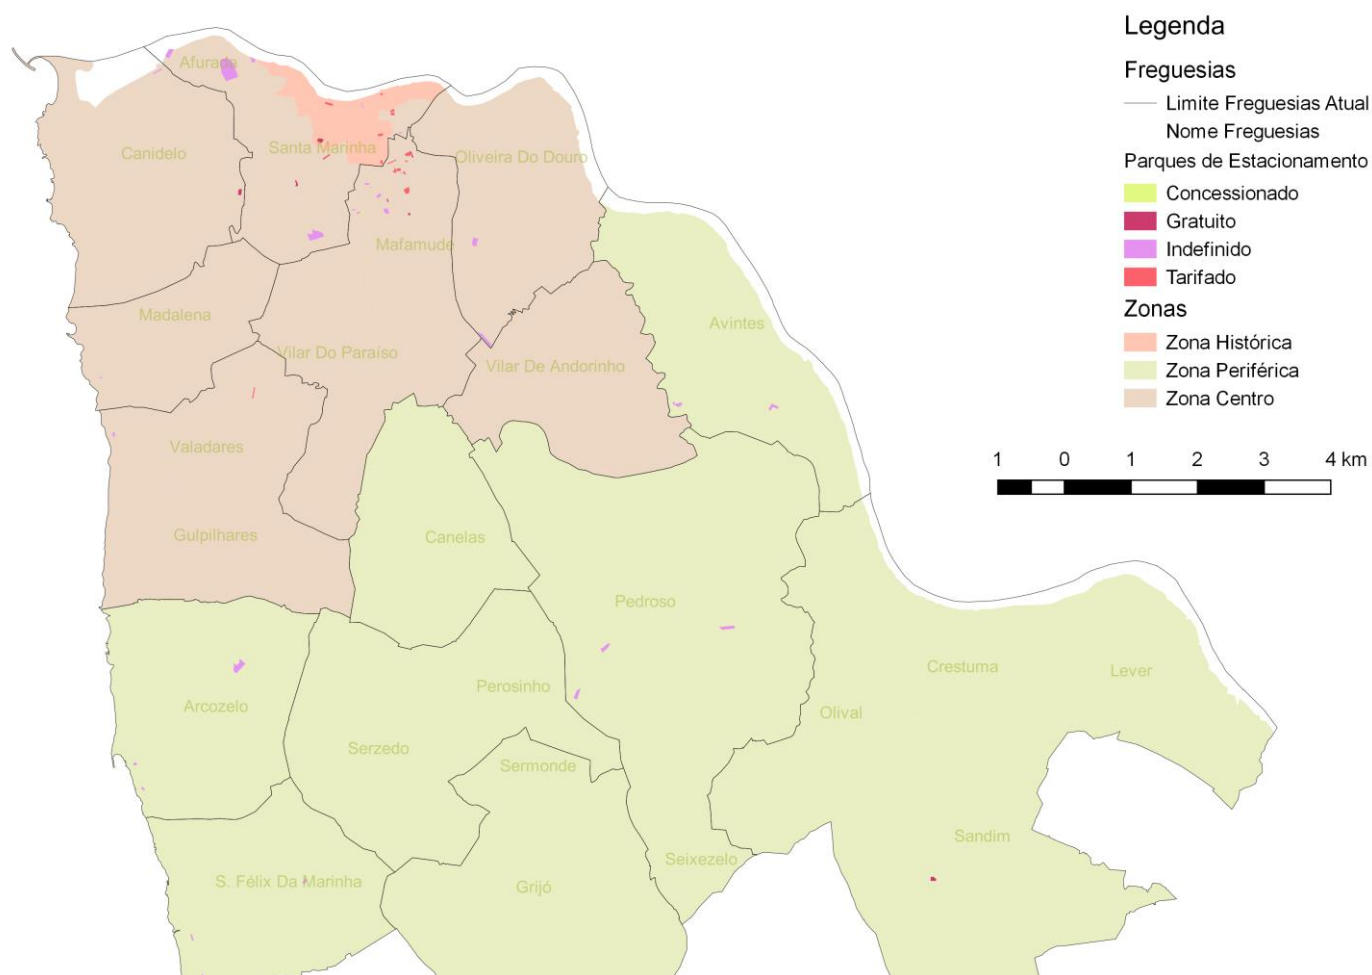 Legenda
Freguesias
Limite Freguesias Atual
Nome Freguesias
Parques de Estacionamento
Concessionado
Gratuito
Indefinido
Tarifado
Zonas
Zona Histórica
Zona Periférica
Zona Centro
1 0 1 2 3 4 km
Afurada
Canidelo
Santa Marinha
Oliveira Do Douro
Mafamude
Madalena
Avintes
Vilar Do Paraíso
Vilar De Andorinho
Valadares
Gulpilhares
Canelas
Pedroso
Crestuma
Lever
Perosinho
Arcozelo
Olival
Serzedo
Sermonde
Sandim
Seixezelo
S. Félix Da Marinha
Grijó